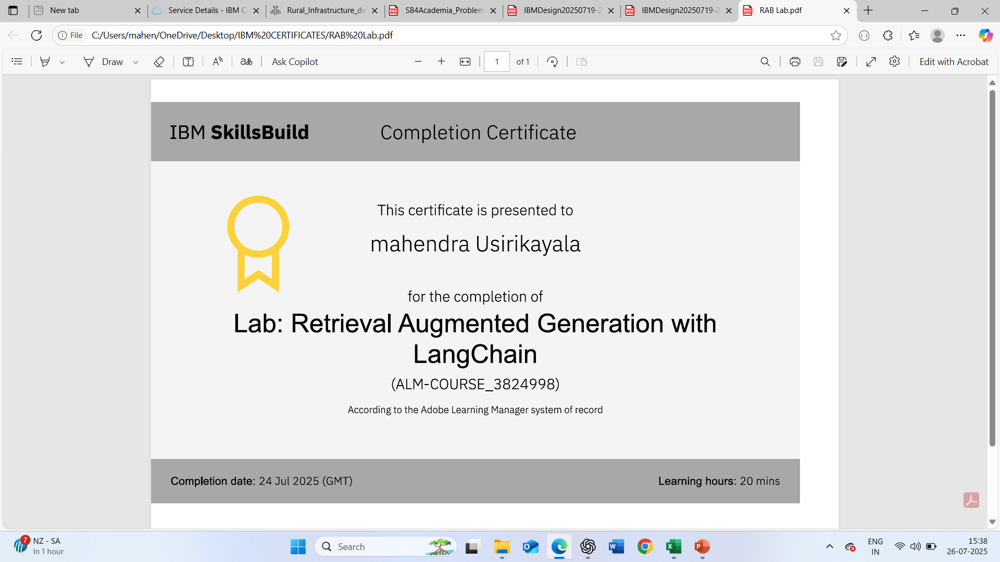 New tab
Service Details - IBM Cl
Rural_Infrastructure_de
SB4Academia_Problem
IBMDesign20250719-2
IBMDesign20250719-2
RAB Lab.pdf
File
C:/Users/mahen/OneDrive/Desktop/IBM%20CERTIFICATES/RAB%20Lab.pdf
Draw
Ask Copilot
1
of 1
Edit with Acrobat
IBM SkillsBuild
Completion Certificate
This certificate is presented to
mahendra Usirikayala
for the completion of
Lab: Retrieval Augmented Generation with
LangChain
(ALM-COURSE_3824998)
According to the Adobe Learning Manager system of record
Completion date: 24 Jul 2025 (GMT)
Learning hours: 20 mins
7
NZ - SA
In 1 hour
Search
ENG
IN
15:38
26-07-2025